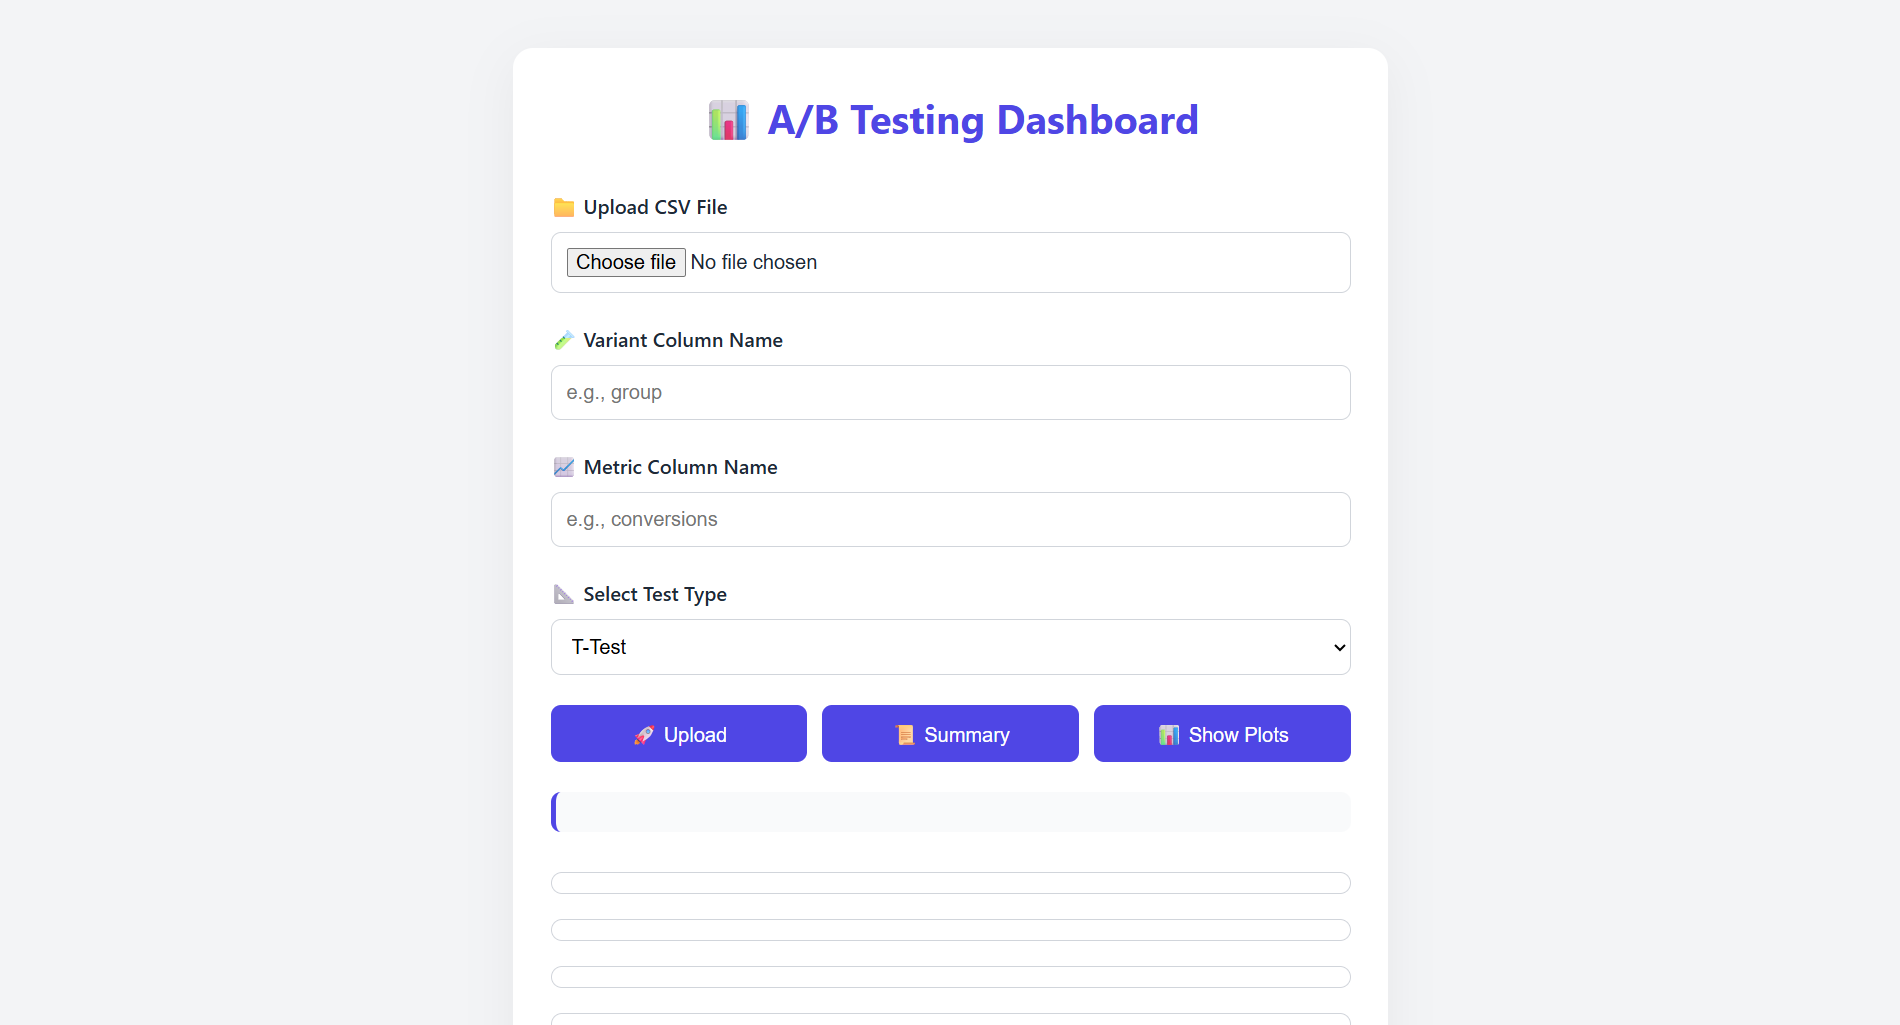 A/B Testing Dashboard
Upload CSV File
Choose file No file chosen
Variant Column Name
e.g., group
Metric Column Name
e.g., conversions
Select Test Type
T-Test
Upload
Summary
Show Plots